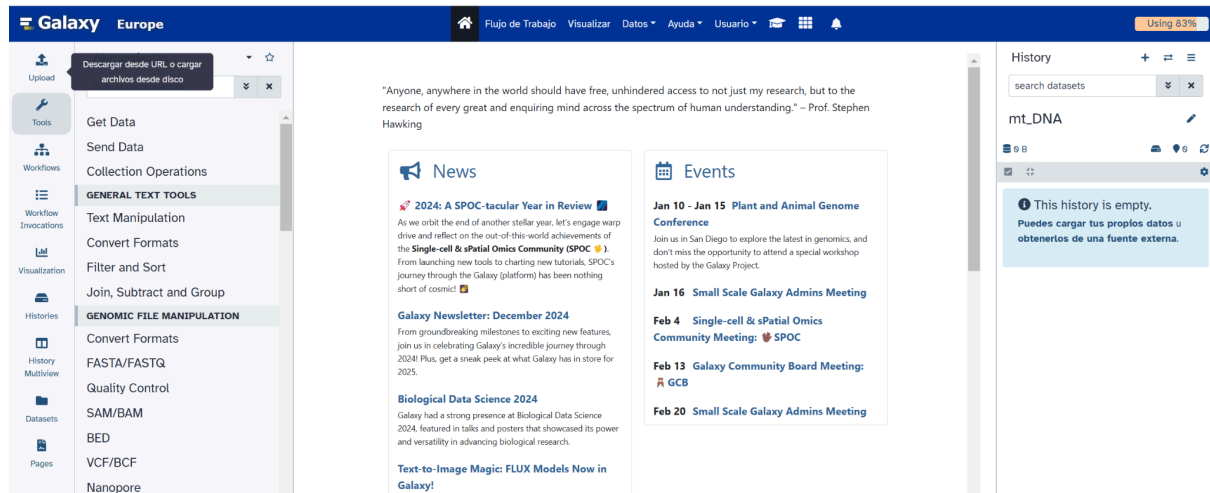 Galaxy Europe
Flujo de Trabajo Visualizar Datos Ayuda Usuario
Using 83%
Upload
Tools
Workflows
Workflow
Invocations
Visualization
Histories
History
Multiview
Datasets
Pages
Descargar desde URL o cargar
archivos desde disco
Get Data
Send Data
Collection Operations
GENERAL TEXT TOOLS
Text Manipulation
Convert Formats
Filter and Sort
Join, Subtract and Group
GENOMIC FILE MANIPULATION
Convert Formats
FASTA/FASTQ
Quality Control
SAM/BAM
BED
VCF/BCF
Nanopore
"Anyone, anywhere in the world should have free, unhindered access to not just my research, but to the
research of every great and enquiring mind across the spectrum of human understanding." – Prof. Stephen
Hawking
News
2024: A SPOC-tacular Year in Review
As we orbit the end of another stellar year, let's engage warp
drive and reflect on the out-of-this-world achievements of
the Single-cell & sPatial Omics Community (SPOC 🖖).
From launching new tools to charting new tutorials, SPOC's
journey through the Galaxy (platform) has been nothing
short of cosmic!
Galaxy Newsletter: December 2024
From groundbreaking milestones to exciting new features,
join us in celebrating Galaxy's incredible journey through
2024! Plus, get a sneak peek at what Galaxy has in store for
2025.
Biological Data Science 2024
Galaxy had a strong presence at Biological Data Science
2024, featured in talks and posters that showcased its power
and versatility in advancing biological research.
Text-to-Image Magic: FLUX Models Now in
Galaxy!
Events
Jan 10 - Jan 15 Plant and Animal Genome
Conference
Join us in San Diego to explore the latest in genomics, and
don't miss the opportunity to attend a special workshop
hosted by the Galaxy Project.
Jan 16 Small Scale Galaxy Admins Meeting
Feb 4 Single-cell & sPatial Omics
Community Meeting: 🖖 SPOC
Feb 13 Galaxy Community Board Meeting:
GCB
Feb 20 Small Scale Galaxy Admins Meeting
History
search datasets
mt_DNA
0 B
0
This history is empty.
Puedes cargar tus propios datos u
obtenerlos de una fuente externa.